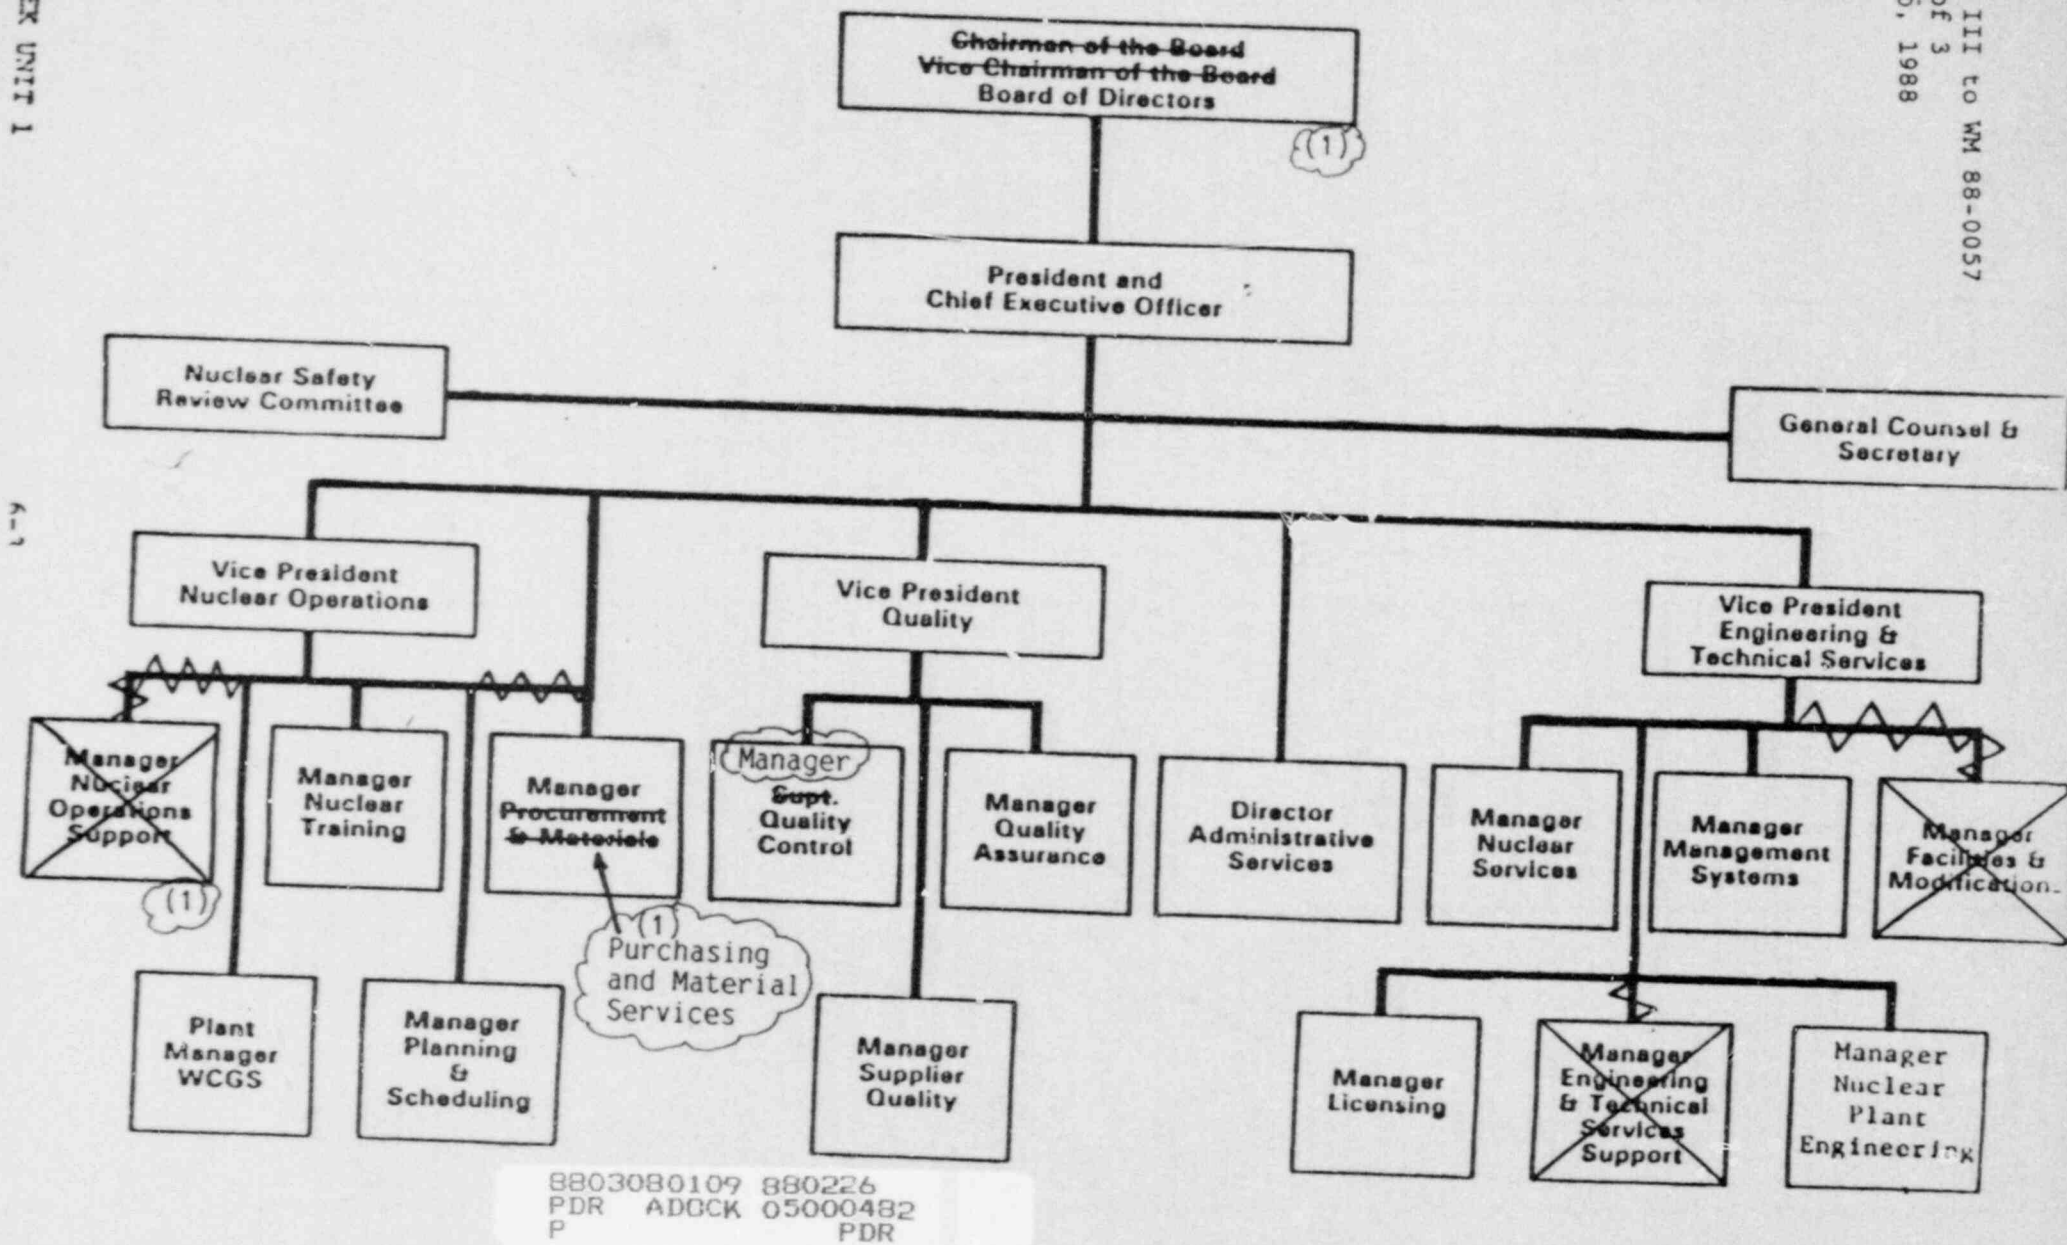 III to WM 88-0057
of 3
, 1988
UNIT 1
Chairman of the Board
Vice Chairman of the Board
Board of Directors
(1)
President and
Chief Executive Officer
Nuclear Safety
Review Committee
General Counsel &
Secretary
Vice President
Nuclear Operations
Vice President
Quality
Vice President
Engineering &
Technical Services
Manager
Nuclear
Operations
Support
(1)
Manager
Nuclear
Training
Manager
Procurement
& Materials
(1)
Purchasing
and Material
Services
Manager
Supt.
Quality
Control
Manager
Quality
Assurance
Director
Administrative
Services
Manager
Nuclear
Services
Manager
Management
Systems
Manager
Facilities &
Modification
Plant
Manager
WCGS
Manager
Planning
&
Scheduling
Manager
Supplier
Quality
Manager
Licensing
Manager
Engineering
& Technical
Services
Support
Manager
Nuclear
Plant
Engineering
8803080109 880226
PDR ADOCK 05000482
P PDR